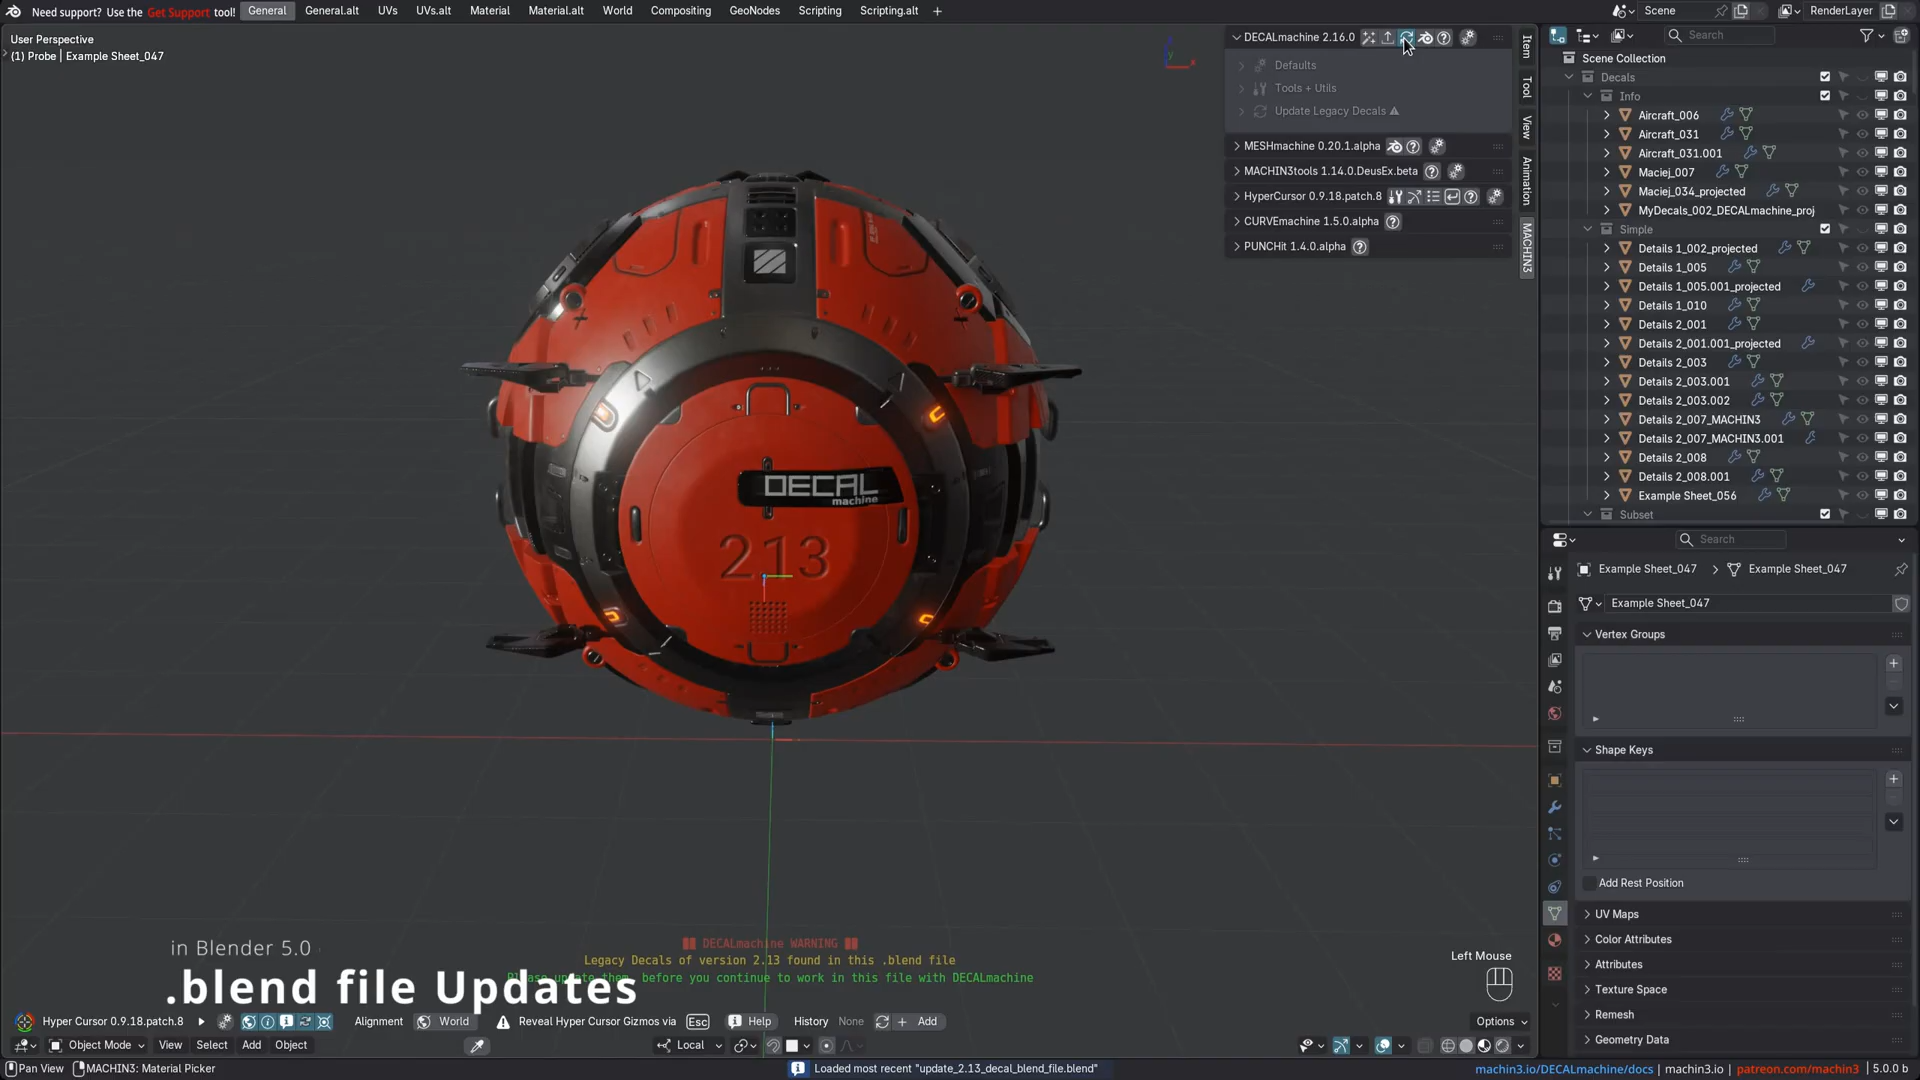 Need support? Use the Get Support tool!
General
General.alt
UVs
UVs.alt
Material
Material.alt
World
Compositing
GeoNodes
Scripting
Scripting.alt
+
Scene
RenderLayer
User Perspective
(1) Probe | Example Sheet_047
DECALmachine 2.16.0
Defaults
Tools + Utils
Update Legacy Decals
MESHmachine 0.20.1.alpha
MACHIN3tools 1.14.0.DeusEx.beta
HyperCursor 0.9.18.patch.8
CURVEmachine 1.5.0.alpha
PUNCHit 1.4.0.alpha
Item
Tool
View
Animation
MACHIN3
Search
Scene Collection
Decals
Info
Aircraft_006
Aircraft_031
Aircraft_031.001
Maciej_007
Maciej_034_projected
MyDecals_002_DECALmachine_proj
Simple
Details 1_002_projected
Details 1_005
Details 1_005.001_projected
Details 1_010
Details 2_001
Details 2_001.001_projected
Details 2_003
Details 2_003.001
Details 2_003.002
Details 2_007_MACHIN3
Details 2_007_MACHIN3.001
Details 2_008
Details 2_008.001
Example Sheet_056
Subset
Search
Example Sheet_047 > Example Sheet_047
Example Sheet_047
Vertex Groups
Shape Keys
Add Rest Position
UV Maps
Color Attributes
Attributes
Texture Space
Remesh
Geometry Data
DECAL
machine
213
in Blender 5.0
.blend file Updates
DECALmachine WARNING
Legacy Decals of version 2.13 found in this .blend file
update them, before you continue to work in this file with DECALmachine
Left Mouse
Hyper Cursor 0.9.18.patch.8
Alignment
World
Reveal Hyper Cursor Gizmos via
Esc
Help
History
None
Add
Options
Object Mode
View
Select
Add
Object
Local
Pan View
MACHIN3: Material Picker
Loaded most recent "update_2.13_decal_blend_file.blend"
machin3.io/DECALmachine/docs | machin3.io | patreon.com/machin3 | 5.0.0 b